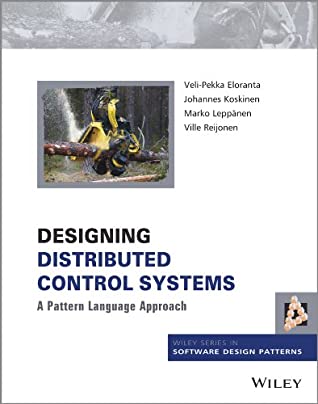 Veli-Pekka Eloranta
Johannes Koskinen
Marko Leppänen
Ville Reijonen
DESIGNING
DISTRIBUTED
CONTROL SYSTEMS
A Pattern Language Approach
WILEY SERIES IN
SOFTWARE DESIGN PATTERNS
WILEY